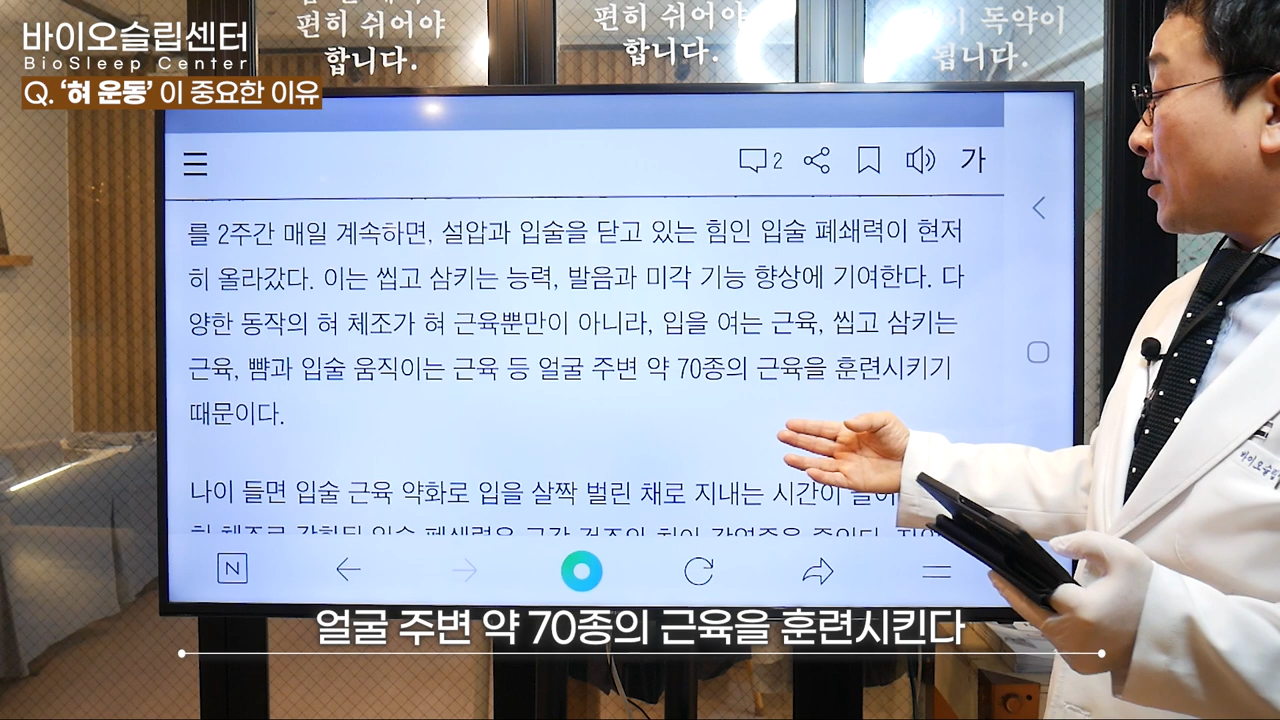 바이오슬립센터
BioSleep Center
Q. ‘혀 운동’ 이 중요한 이유
편히 쉬어야
합니다.
편히 쉬어야
합니다.
독약이
됩니다.
2
가
를 2주간 매일 계속하면, 설압과 입술을 닫고 있는 힘인 입술 폐쇄력이 현저
히 올라갔다. 이는 씹고 삼키는 능력, 발음과 미각 기능 향상에 기여한다. 다
양한 동작의 혀 체조가 혀 근육뿐만이 아니라, 입을 여는 근육, 씹고 삼키는
근육, 뺨과 입술 움직이는 근육 등 얼굴 주변 약 70종의 근육을 훈련시키기
때문이다.
나이 들면 입술 근육 약화로 입을 살짝 벌린 채로 지내는 시간이
N
얼굴 주변 약 70종의 근육을 훈련시킨다